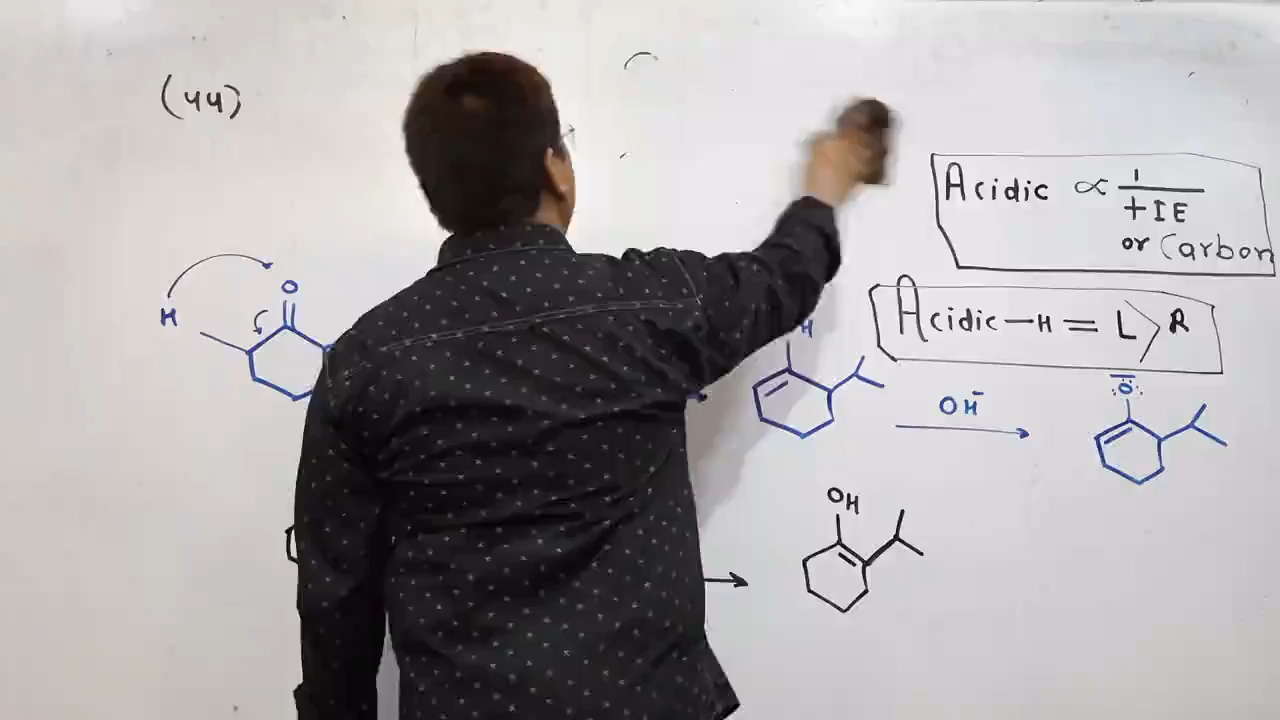 (44)
Acidic ∝ 1/+IE
or Carbon
Acidic-H = L > R
O
H
H
OH⁻
Ö
OH